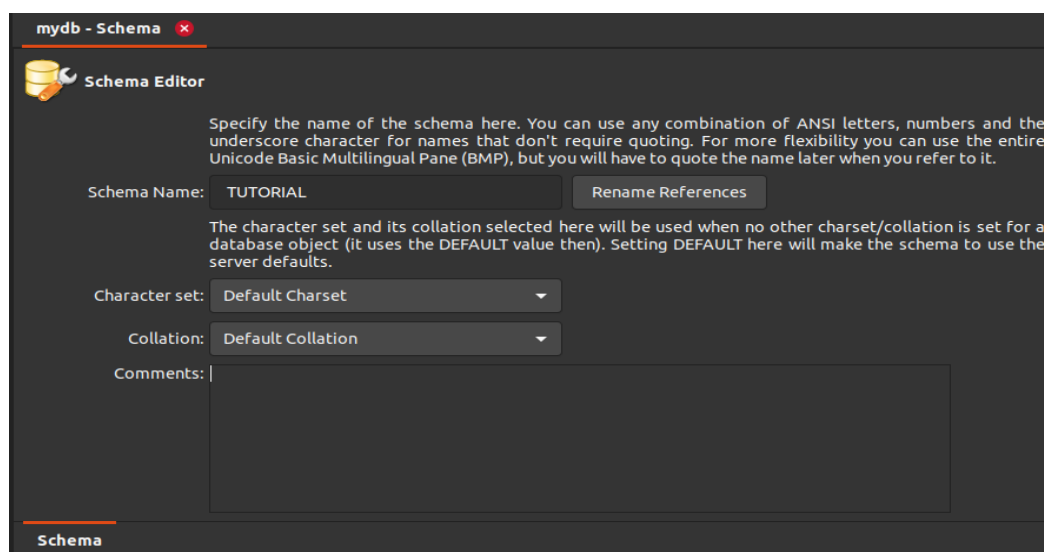 mydb - Schema
Schema Editor
Specify the name of the schema here. You can use any combination of ANSI letters, numbers and the
underscore character for names that don't require quoting. For more flexibility you can use the entire
Unicode Basic Multilingual Pane (BMP), but you will have to quote the name later when you refer to it.
Schema Name: TUTORIAL Rename References
The character set and its collation selected here will be used when no other charset/collation is set for a
database object (it uses the DEFAULT value then). Setting DEFAULT here will make the schema to use the
server defaults.
Character set: Default Charset
Collation: Default Collation
Comments:
Schema